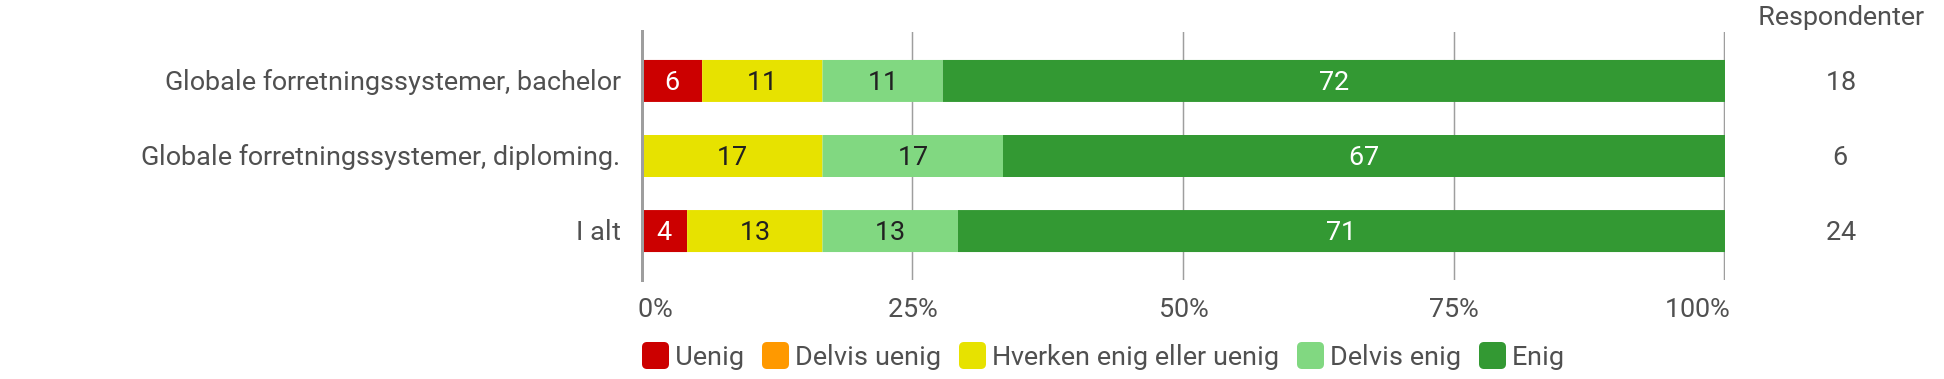 Respondenter
Globale forretningssystemer, bachelor 6 11 11 72 18
Globale forretningssystemer, diploming. 17 17 67 6
I alt 4 13 13 71 24
0% 25% 50% 75% 100%
Uenig Delvis uenig Hverken enig eller uenig Delvis enig Enig